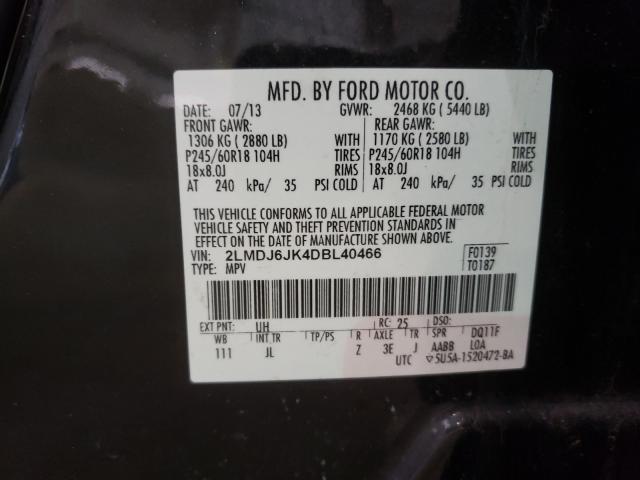 MFD. BY FORD MOTOR CO.
DATE: 07/13 GVWR: 2468 KG ( 5440 LB)
FRONT GAWR: REAR GAWR:
1306 KG ( 2880 LB) WITH 1170 KG ( 2580 LB) WITH
P245/60R18 104H TIRES P245/60R18 104H TIRES
18x8.0J RIMS 18x8.0J RIMS
AT 240 kPa/ 35 PSI COLD AT 240 kPa/ 35 PSI COLD
THIS VEHICLE CONFORMS TO ALL APPLICABLE FEDERAL MOTOR
VEHICLE SAFETY AND THEFT PREVENTION STANDARDS IN
EFFECT ON THE DATE OF MANUFACTURE SHOWN ABOVE.
VIN: 2LMDJ6JK4DBL40466 F0139
TYPE: MPV T0187
EXT PNT: UH RC: 25 DSO:
WB INT TR TP/PS R AXLE TR SPR DQ11F
111 JL Z 3E J AABB LOA
UTC 5U5A-1520472-BA